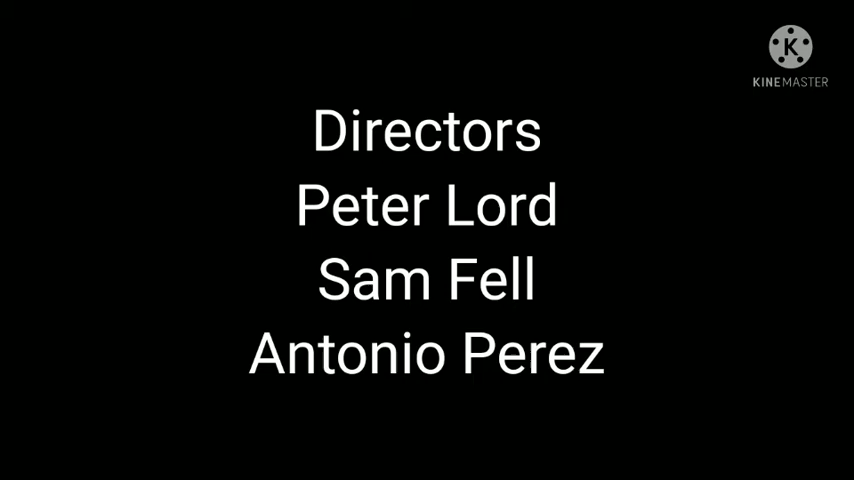 K
KINEMASTER
Directors
Peter Lord
Sam Fell
Antonio Perez